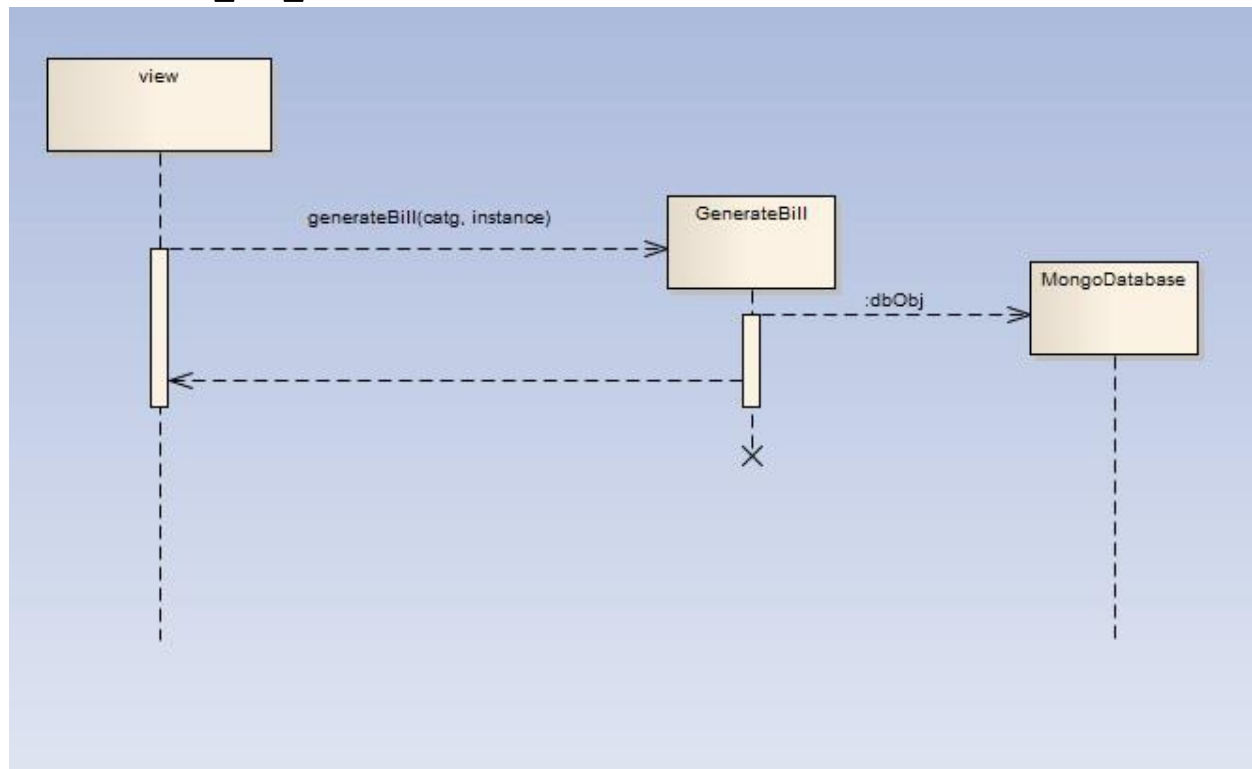 view
generateBill(catg, instance)
GenerateBill
MongoDatabase
:dbObj